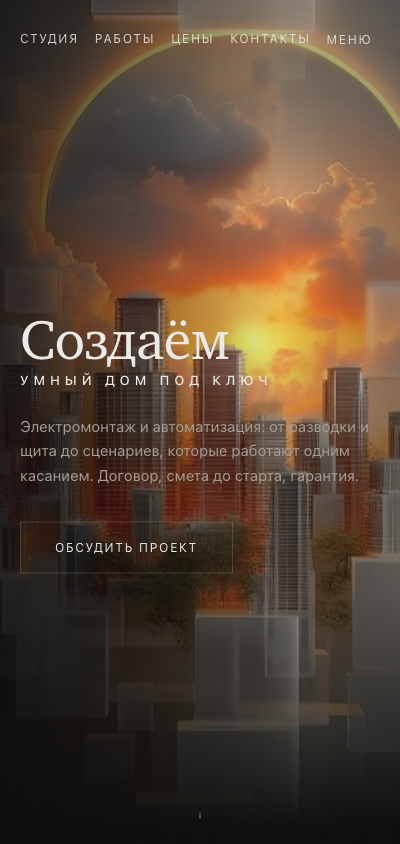 СТУДИЯ РАБОТЫ ЦЕНЫ КОНТАКТЫ МЕНЮ
Создаём
УМНЫЙ ДОМ ПОД КЛЮЧ
Электромонтаж и автоматизация: от разводки и
щита до сценариев, которые работают одним
касанием. Договор, смета до старта, гарантия.
ОБСУДИТЬ ПРОЕКТ